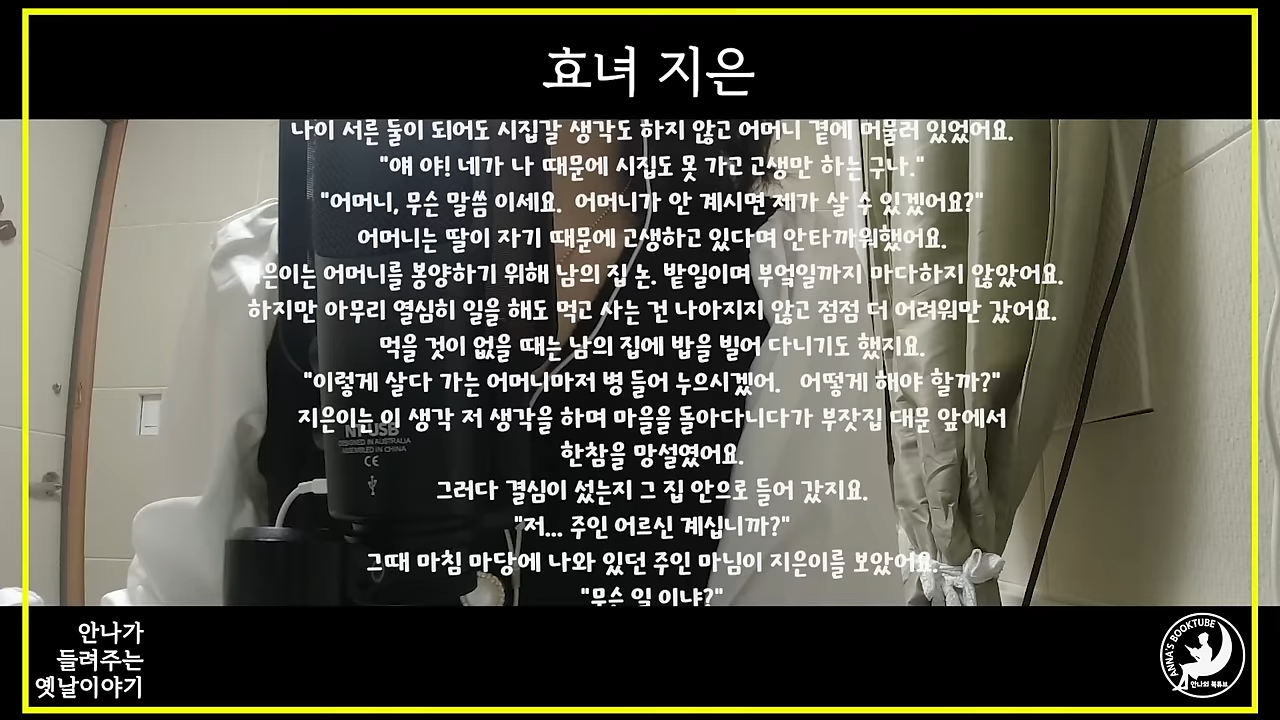 효녀 지은
나이 서른 둘이 되어도 시집갈 생각도 하지 않고 어머니 곁에 머물러 있었어요.
"얘 야! 네가 나 때문에 시집도 못 가고 고생만 하는 구나."
"어머니, 무슨 말씀 이세요. 어머니가 안 계시면 제가 살 수 있겠어요?"
어머니는 딸이 자기 때문에 고생하고 있다며 안타까워했어요.
은이는 어머니를 봉양하기 위해 남의 집 논. 밭일이며 부엌일까지 마다하지 않았어요.
하지만 아무리 열심히 일을 해도 먹고 사는 건 나아지지 않고 점점 더 어려워만 갔어요.
먹을 것이 없을 때는 남의 집에 밥을 빌어 다니기도 했지요.
"이렇게 살다 가는 어머니마저 병 들어 누으시겠어. 어떻게 해야 할까?"
지은이는 이 생각 저 생각을 하며 마을을 돌아다니다가 부잣집 대문 앞에서
한참을 망설였어요.
그러다 결심이 섰는지 그 집 안으로 들어 갔지요.
"저... 주인 어르신 계십니까?"
그때 마침 마당에 나와 있던 주인 마님이 지은이를 보았어요.
"무슨 일 이냐?"
USB
DESIGNED IN AUSTRALIA
ASSEMBLED IN CHINA
CE
안나가
들려주는
옛날이야기
ANNA'S BOOKTUBE
안나의 북튜브